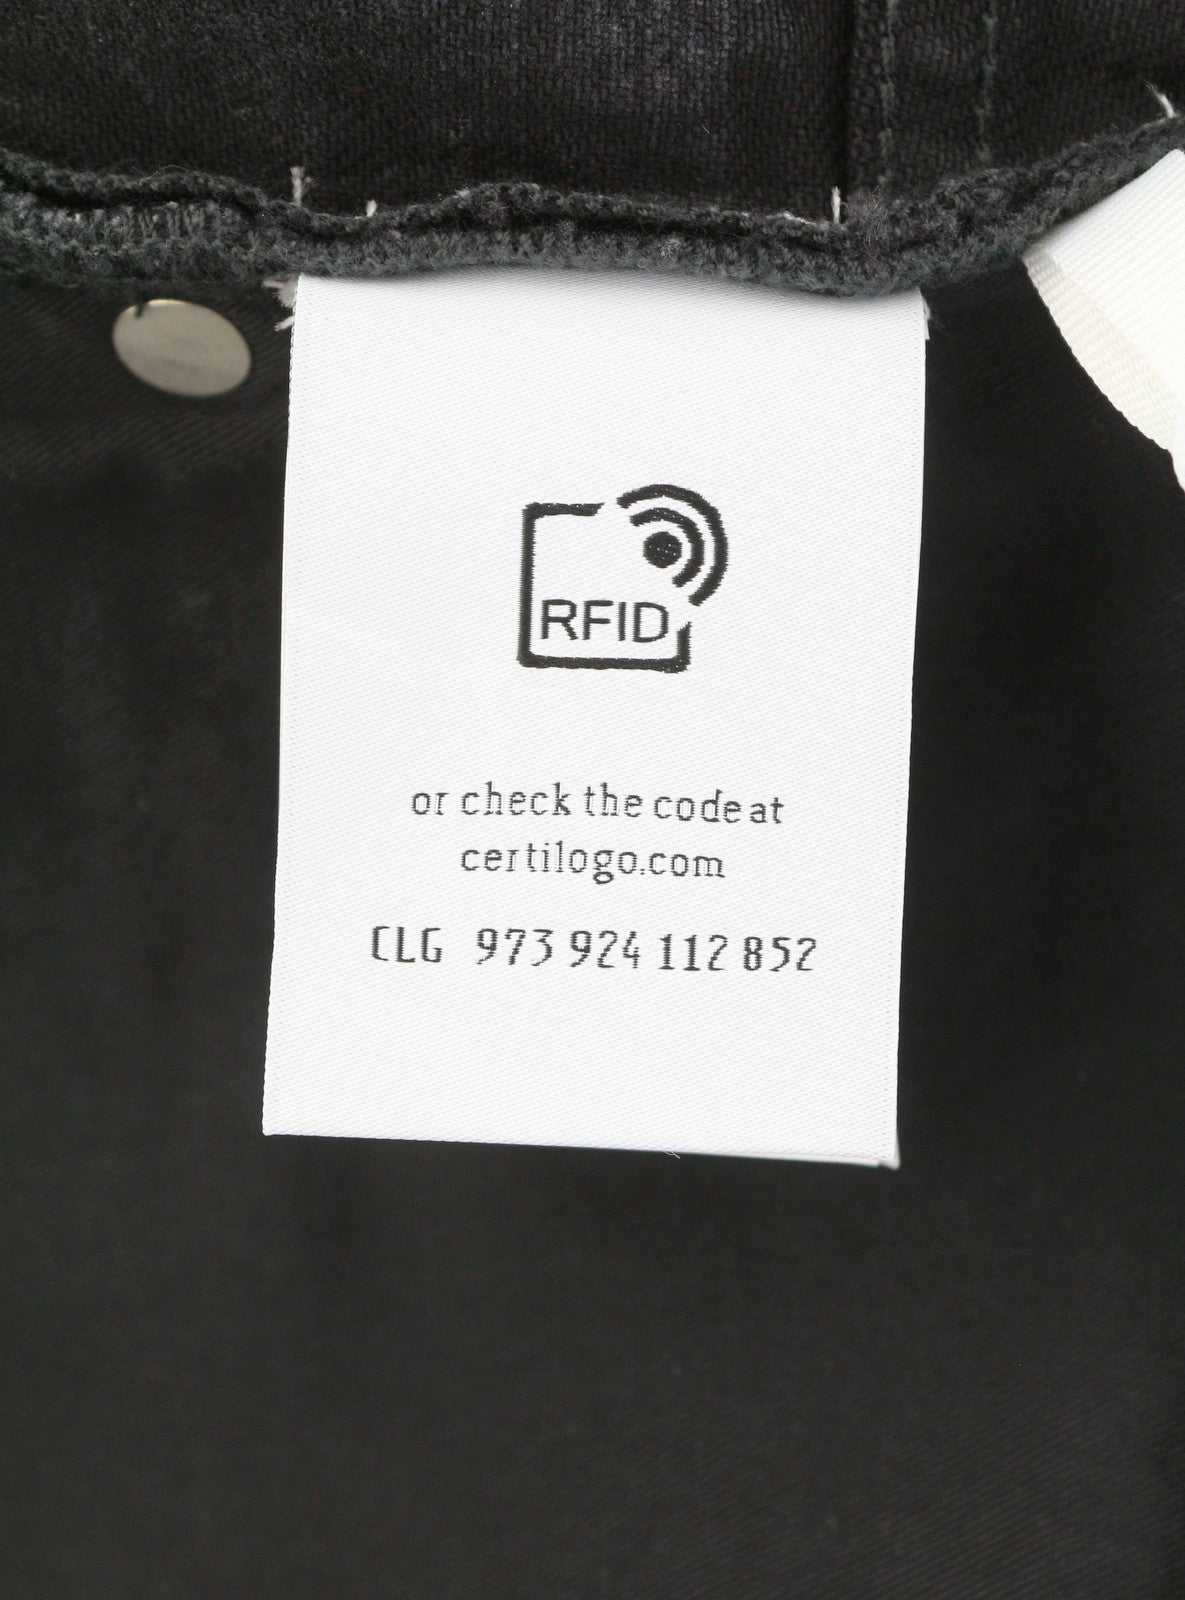 RFID
or check the code at
certilogo.com
CLG 973 924 112 852